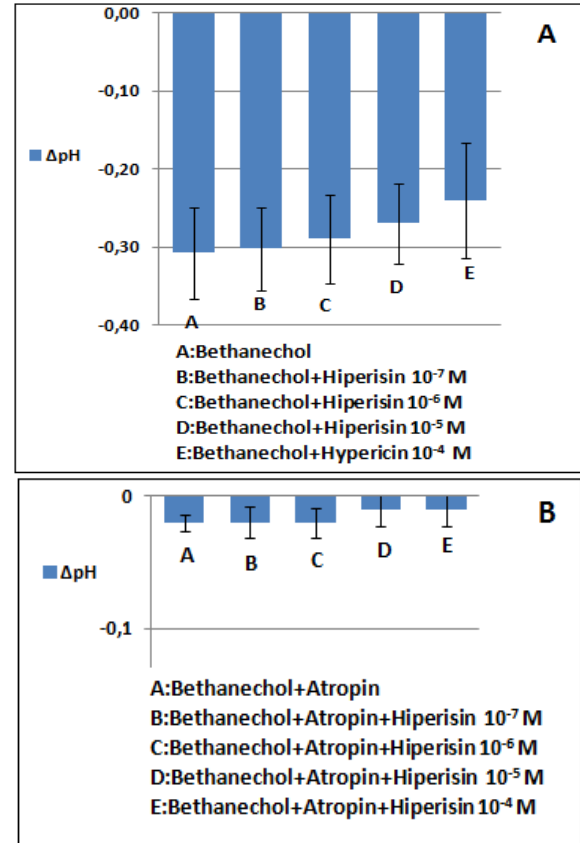 0,00
A
-0,10
ΔpH
-0,20
-0,30
A
B
C
D
E
-0,40
A:Bethanechol
B:Bethanechol+Hiperisin 10⁻⁷ M
C:Bethanechol+Hiperisin 10⁻⁶ M
D:Bethanechol+Hiperisin 10⁻⁵ M
E:Bethanechol+Hypericin 10⁻⁴ M
0
B
A
B
C
D
E
ΔpH
-0,1
A:Bethanechol+Atropin
B:Bethanechol+Atropin+Hiperisin 10⁻⁷ M
C:Bethanechol+Atropin+Hiperisin 10⁻⁶ M
D:Bethanechol+Atropin+Hiperisin 10⁻⁵ M
E:Bethanechol+Atropin+Hiperisin 10⁻⁴ M